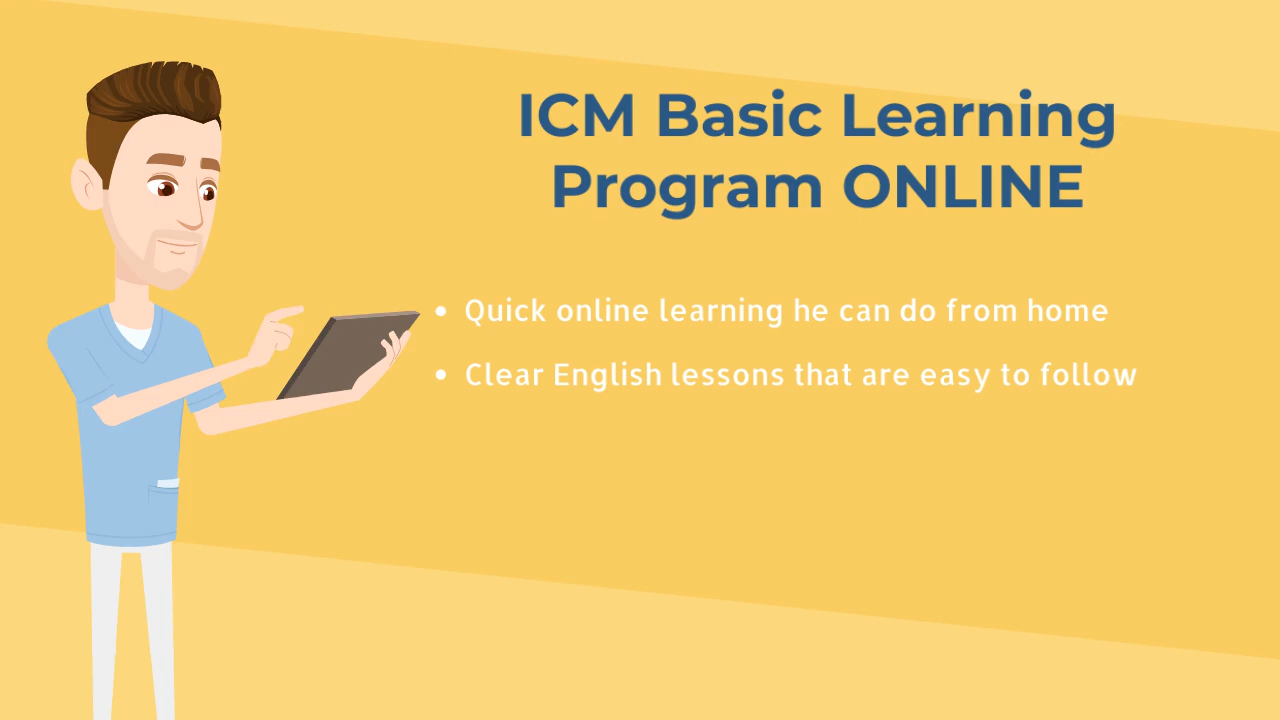 ICM Basic Learning
Program ONLINE
• Quick online learning he can do from home
• Clear English lessons that are easy to follow